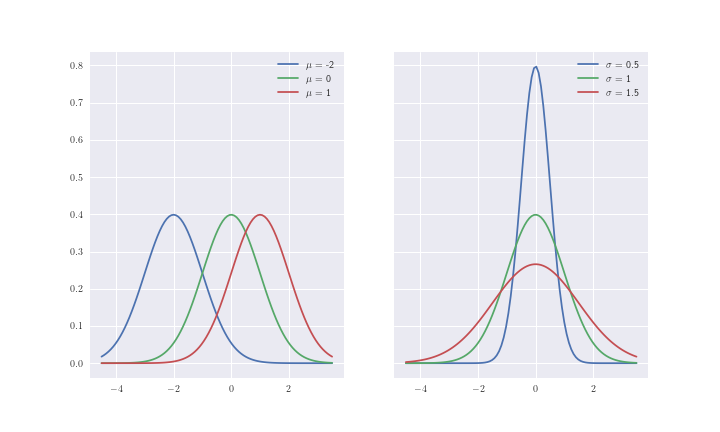 μ = -2
μ = 0
μ = 1
0.8
0.7
0.6
0.5
0.4
0.3
0.2
0.1
0.0
−4 −2 0 2
σ = 0.5
σ = 1
σ = 1.5
−4 −2 0 2